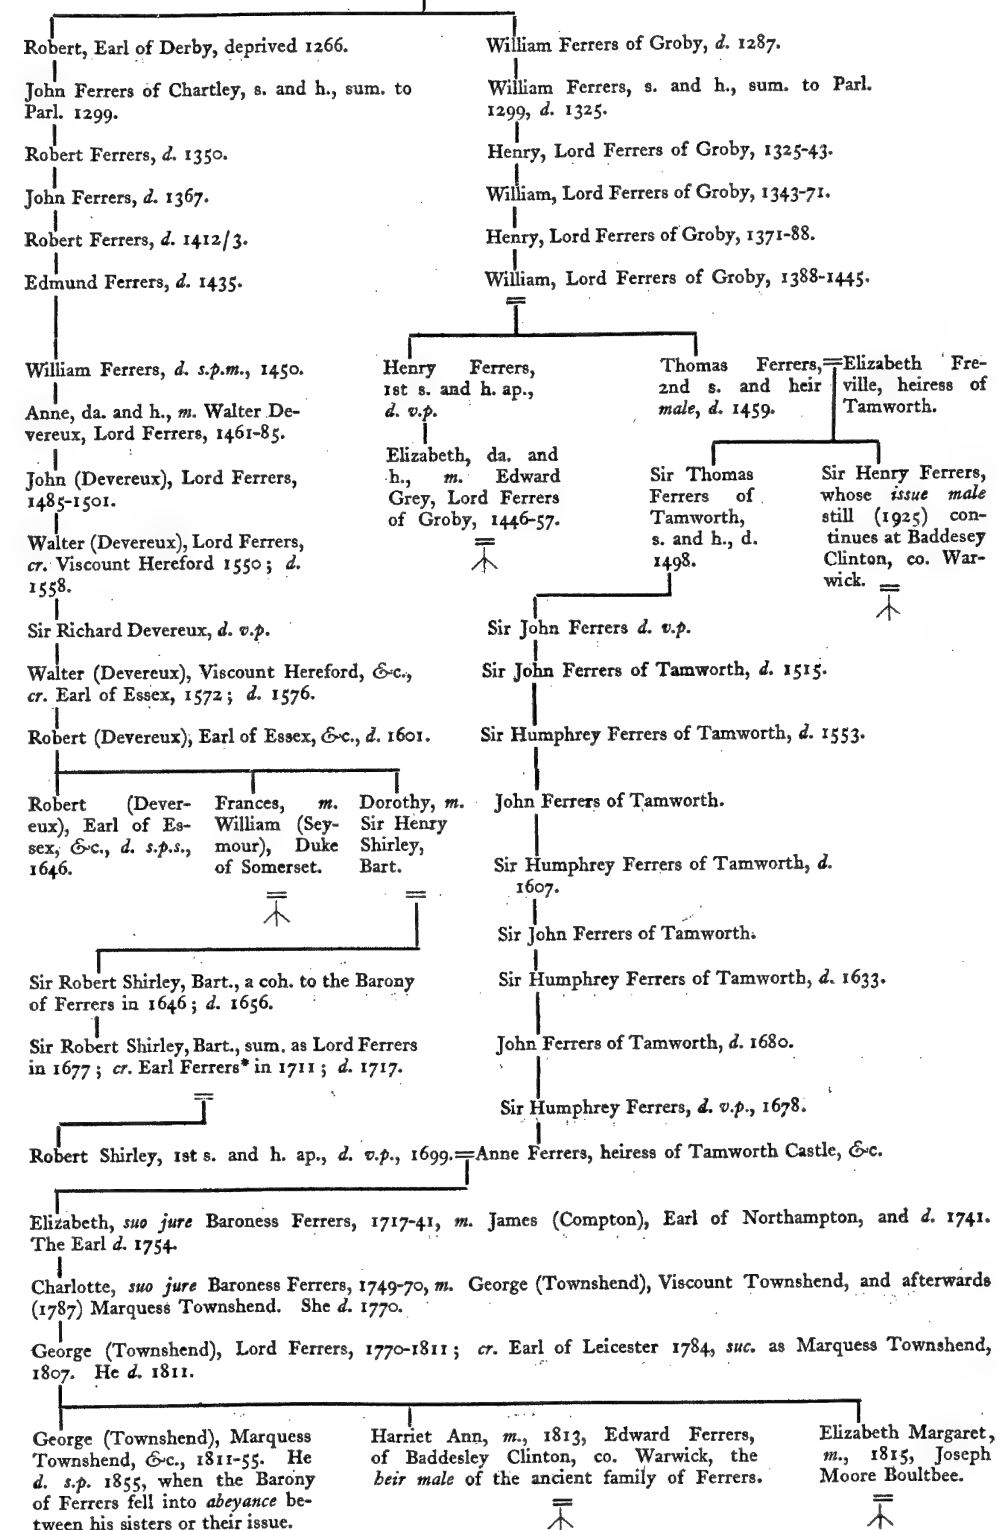 Robert, Earl of Derby, deprived 1266.
John Ferrers of Chartley, s. and h., sum. to
Parl. 1299.
Robert Ferrers, d. 1350.
John Ferrers, d. 1367.
Robert Ferrers, d. 1412/3.
Edmund Ferrers, d. 1435.
William Ferrers, d. s.p.m., 1450.
Anne, da. and h., m. Walter De-
vereux, Lord Ferrers, 1461-85.
John (Devereux), Lord Ferrers,
1485-1501.
Walter (Devereux), Lord Ferrers,
cr. Viscount Hereford 1550; d.
1558.
Sir Richard Devereux, d. v.p.
Walter (Devereux), Viscount Hereford, &c.,
cr. Earl of Essex, 1572; d. 1576.
Robert (Devereux), Earl of Essex, &c., d. 1601.
Robert (Dever-
eux), Earl of Es-
sex, &c., d. s.p.s.,
1646.
Frances, m.
William (Sey-
mour), Duke
of Somerset.
Dorothy, m.
Sir Henry
Shirley,
Bart.
Sir Robert Shirley, Bart., a coh. to the Barony
of Ferrers in 1646; d. 1656.
Sir Robert Shirley, Bart., sum. as Lord Ferrers
in 1677; cr. Earl Ferrers* in 1711; d. 1717.
William Ferrers of Groby, d. 1287.
William Ferrers, s. and h., sum. to Parl.
1299, d. 1325.
Henry, Lord Ferrers of Groby, 1325-43.
William, Lord Ferrers of Groby, 1343-71.
Henry, Lord Ferrers of Groby, 1371-88.
William, Lord Ferrers of Groby, 1388-1445.
Henry Ferrers,
1st s. and h. ap.,
d. v.p.
Elizabeth, da. and
h., m. Edward
Grey, Lord Ferrers
of Groby, 1446-57.
Thomas Ferrers,=
2nd s. and heir
male, d. 1459.
Elizabeth Fre-
ville, heiress of
Tamworth.
Sir Thomas
Ferrers of
Tamworth,
s. and h., d.
1498.
Sir Henry Ferrers,
whose issue male
still (1925) con-
tinues at Baddesey
Clinton, co. War-
wick.
Sir John Ferrers d. v.p.
Sir John Ferrers of Tamworth, d. 1515.
Sir Humphrey Ferrers of Tamworth, d. 1553.
John Ferrers of Tamworth.
Sir Humphrey Ferrers of Tamworth, d.
1607.
Sir John Ferrers of Tamworth.
Sir Humphrey Ferrers of Tamworth, d. 1633.
John Ferrers of Tamworth, d. 1680.
Sir Humphrey Ferrers, d. v.p., 1678.
Robert Shirley, 1st s. and h. ap., d. v.p., 1699.=Anne Ferrers, heiress of Tamworth Castle, &c.
Elizabeth, suo jure Baroness Ferrers, 1717-41, m. James (Compton), Earl of Northampton, and d. 1741.
The Earl d. 1754.
Charlotte, suo jure Baroness Ferrers, 1749-70, m. George (Townshend), Viscount Townshend, and afterwards
(1787) Marquess Townshend. She d. 1770.
George (Townshend), Lord Ferrers, 1770-1811; cr. Earl of Leicester 1784, suc. as Marquess Townshend,
1807. He d. 1811.
George (Townshend), Marquess
Townshend, &c., 1811-55. He
d. s.p. 1855, when the Barony
of Ferrers fell into abeyance be-
tween his sisters or their issue.
Harriet Ann, m., 1813, Edward Ferrers,
of Baddesley Clinton, co. Warwick, the
heir male of the ancient family of Ferrers.
Elizabeth Margaret,
m., 1815, Joseph
Moore Boultbee.